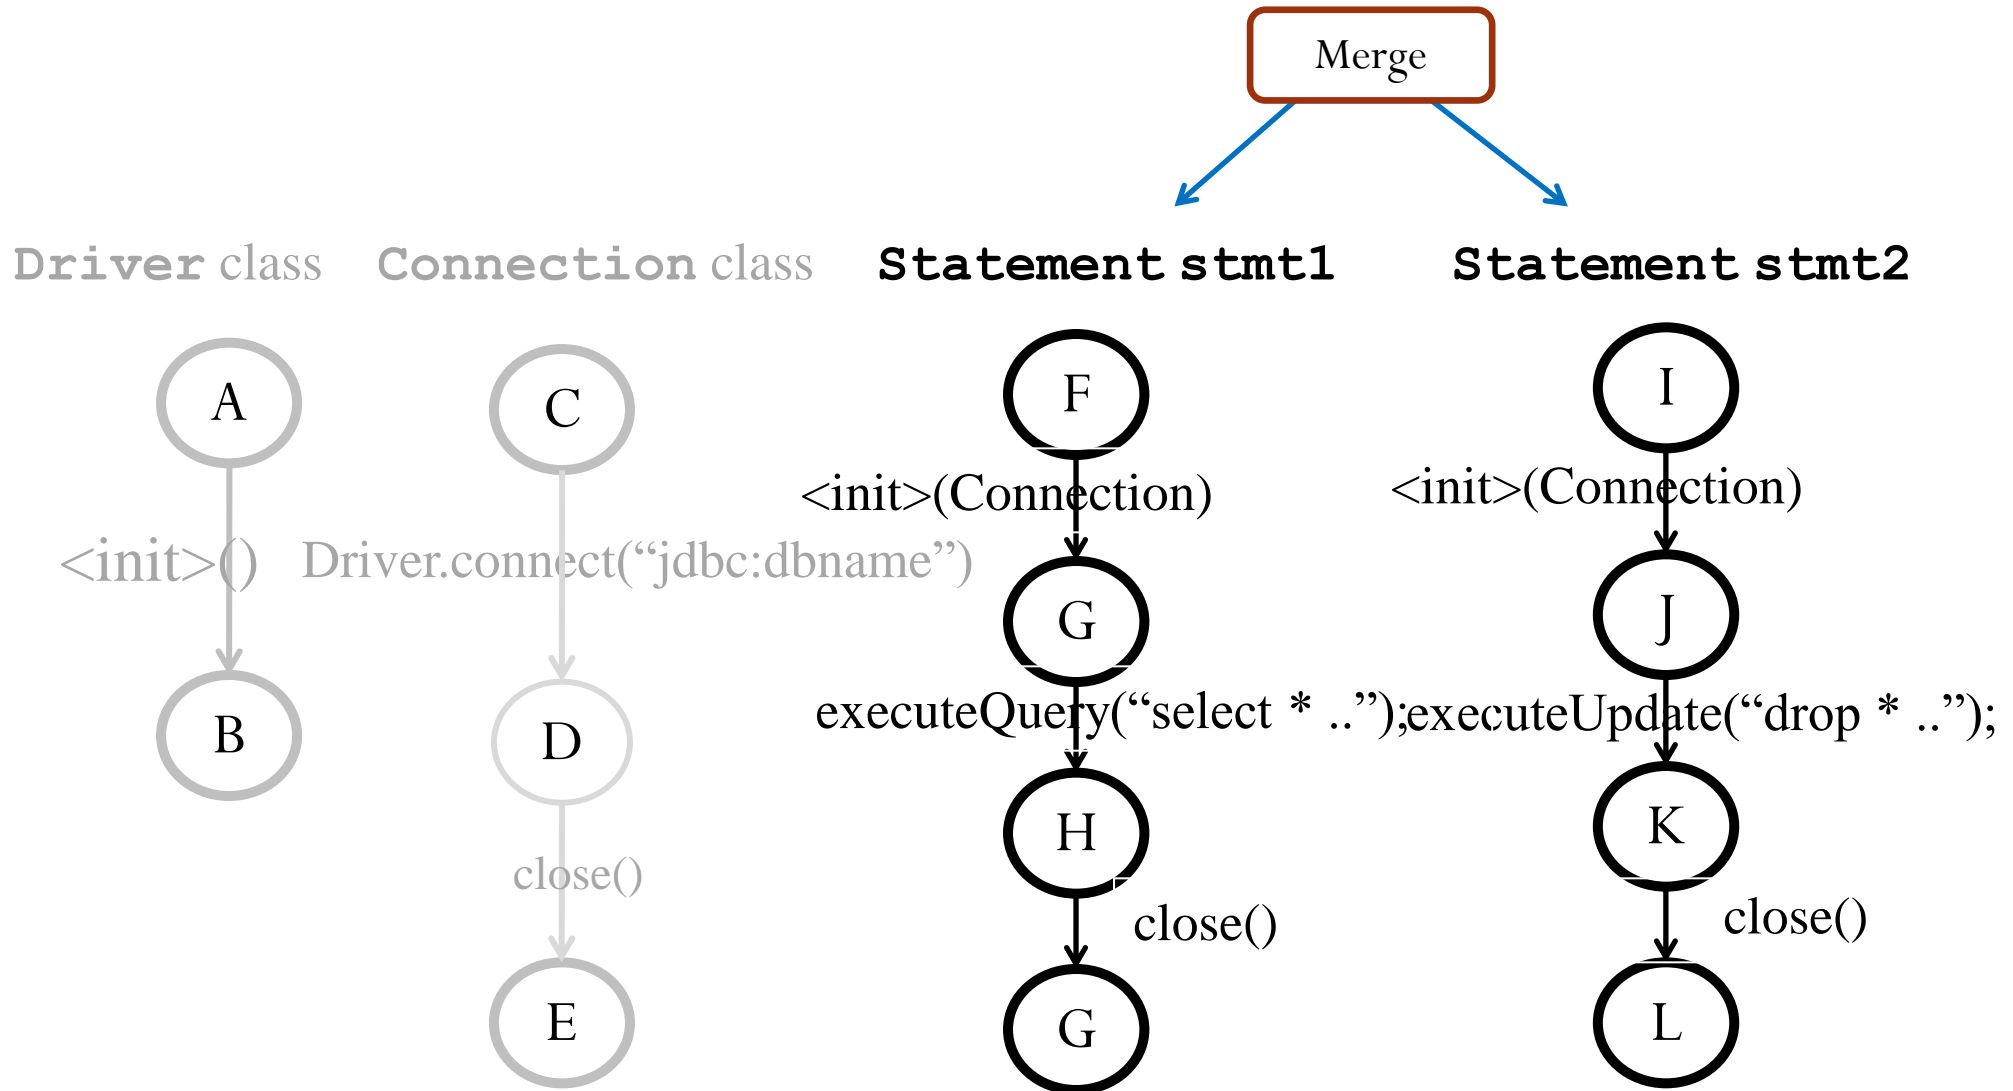 Merge
Driver class
Connection class
Statement stmt1
Statement stmt2
A
C
F
I
<init>()
Driver.connect(“jdbc:dbname”)
<init>(Connection)
<init>(Connection)
G
J
executeQuery(“select * ..”);
executeUpdate(“drop * ..”);
B
D
H
K
close()
close()
close()
E
G
L